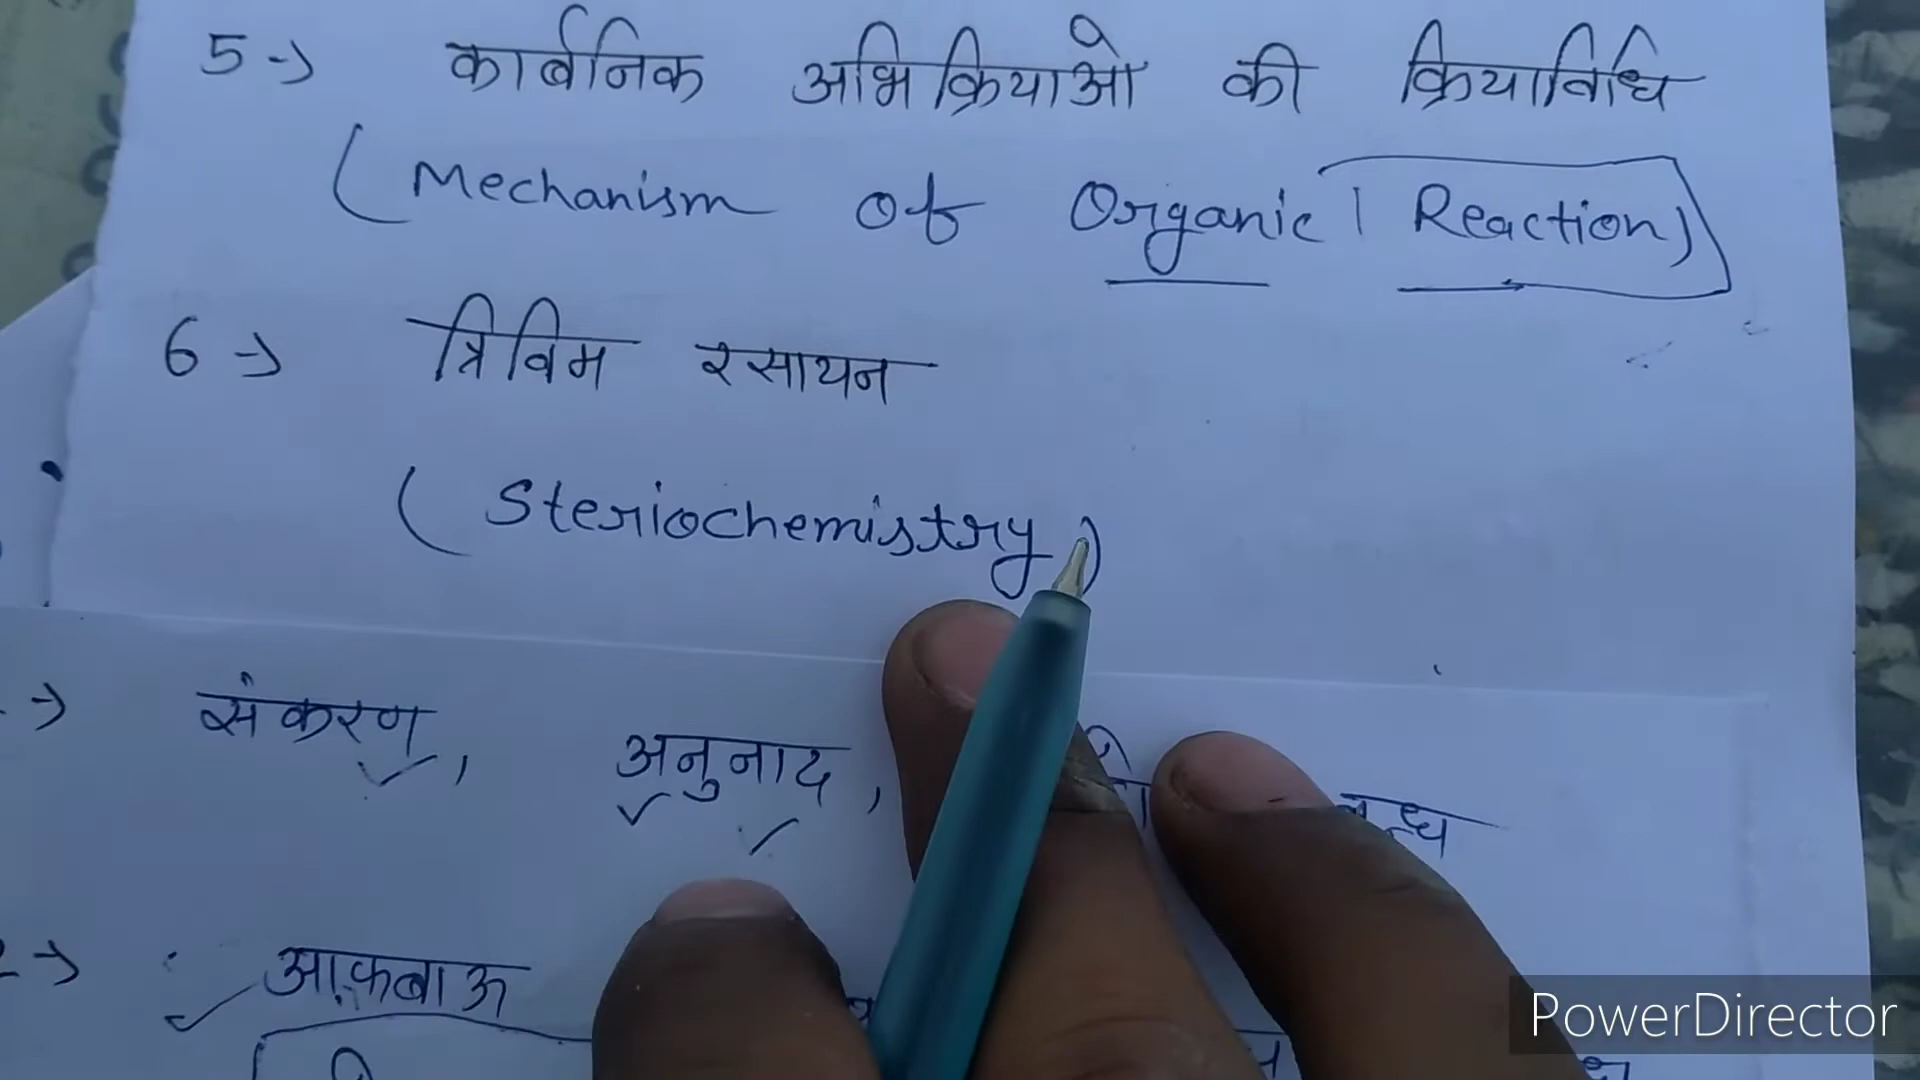 5→ कार्बनिक अभिक्रियाओ की क्रियाविधि
(Mechanism of Organic Reaction)
6→ त्रिविम रसायन
(Steriochemistry)
→ संकरण, अनुनाद,
→ आफबाऊ
PowerDirector